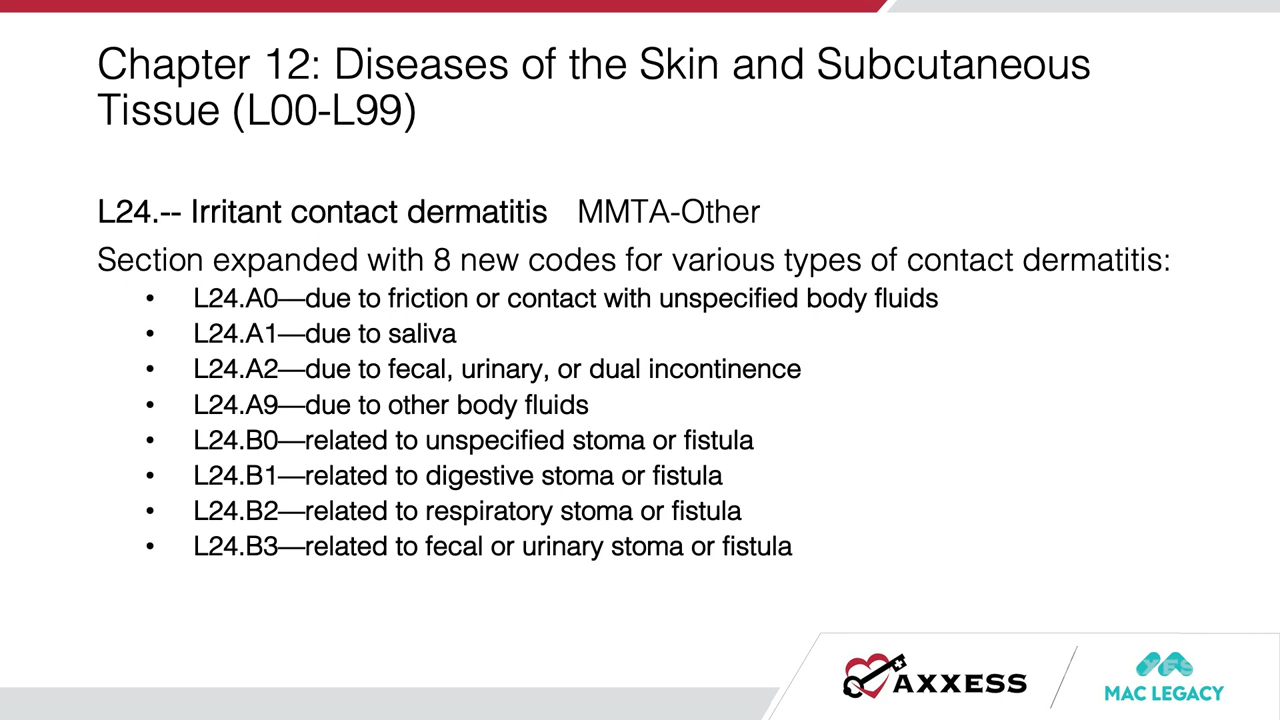 Chapter 12: Diseases of the Skin and Subcutaneous
Tissue (L00-L99)
L24.-- Irritant contact dermatitis MMTA-Other
Section expanded with 8 new codes for various types of contact dermatitis:
• L24.A0—due to friction or contact with unspecified body fluids
• L24.A1—due to saliva
• L24.A2—due to fecal, urinary, or dual incontinence
• L24.A9—due to other body fluids
• L24.B0—related to unspecified stoma or fistula
• L24.B1—related to digestive stoma or fistula
• L24.B2—related to respiratory stoma or fistula
• L24.B3—related to fecal or urinary stoma or fistula
AXXESS
MAC LEGACY